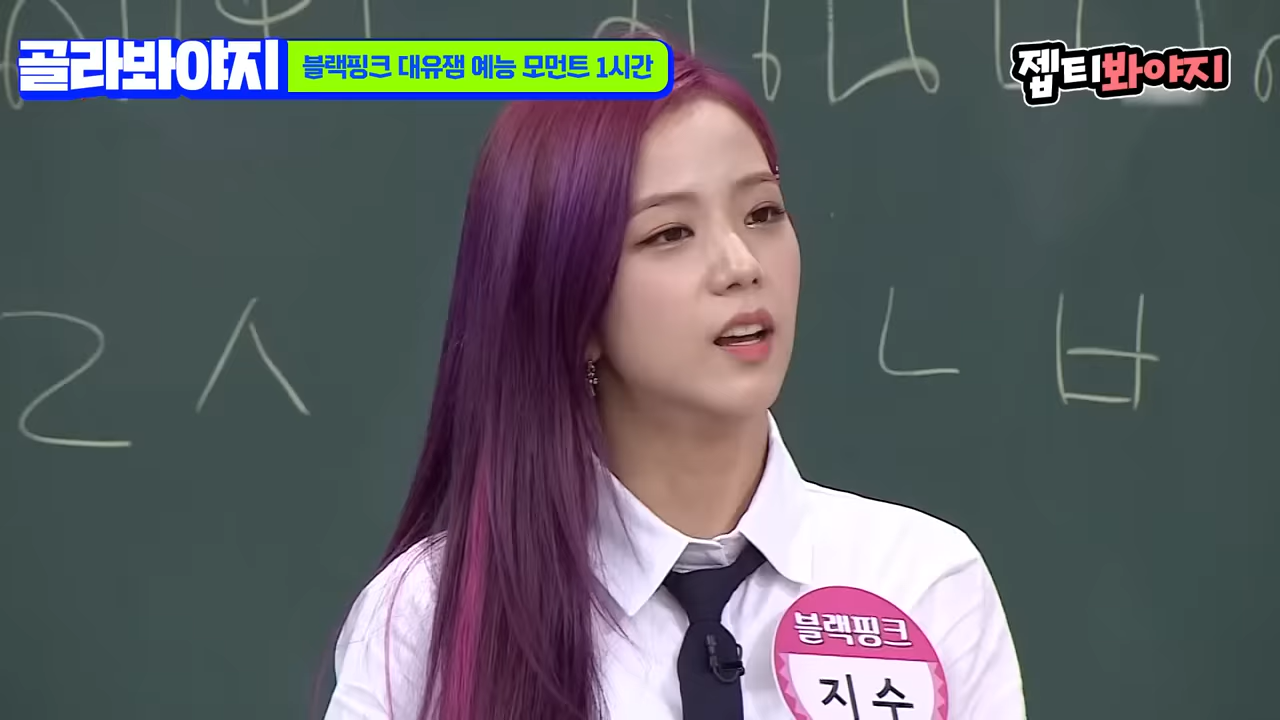 골라봐야지 블랙핑크 대유잼 예능 모먼트 1시간
젭티봐야지
ㄹ ㅅ ㄴ ㅂ
블랙핑크
지수